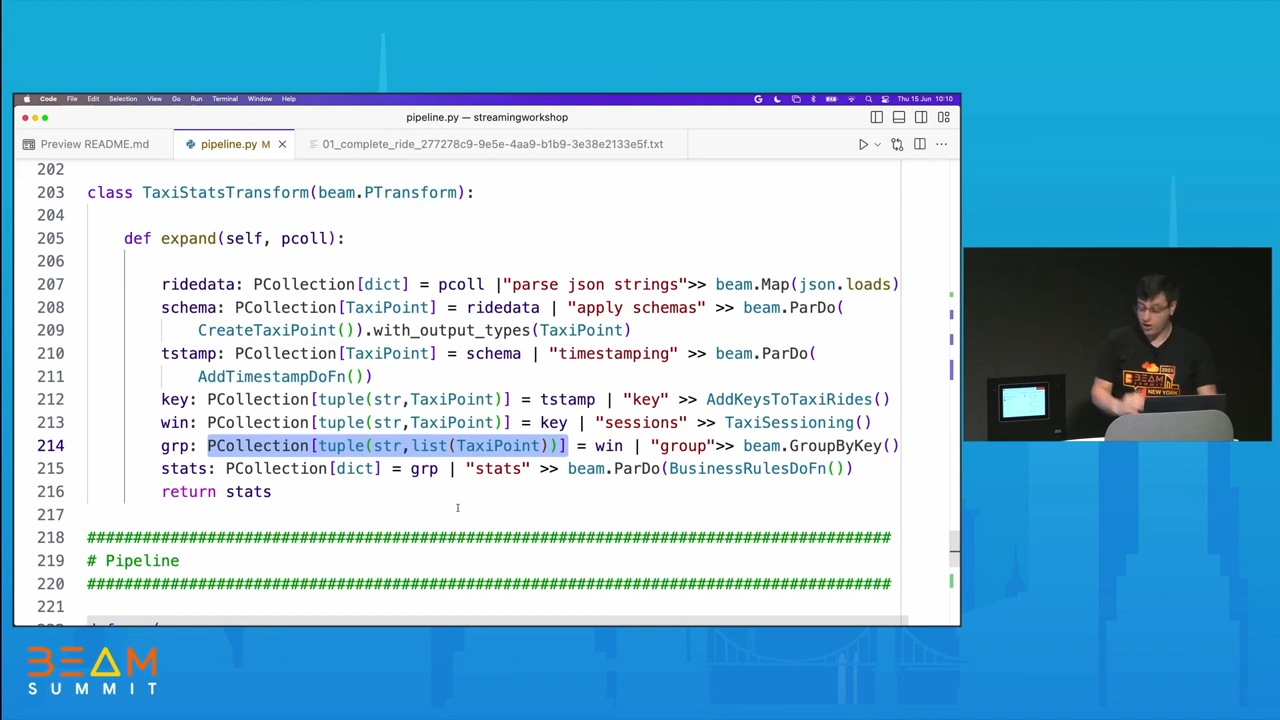 Code File Edit Selection View Go Run Terminal Window Help
Thu 15 Jun 10:10
pipeline.py — streamingworkshop
Preview README.md
pipeline.py M
01_complete_ride_277278c9-9e5e-4aa9-b1b9-3e38e2133e5f.txt
202
203 class TaxiStatsTransform(beam.PTransform):
204
205 def expand(self, pcoll):
206
207 ridedata: PCollection[dict] = pcoll |"parse json strings">> beam.Map(json.loads)
208 schema: PCollection[TaxiPoint] = ridedata | "apply schemas" >> beam.ParDo(
209 CreateTaxiPoint()).with_output_types(TaxiPoint)
210 tstamp: PCollection[TaxiPoint] = schema | "timestamping" >> beam.ParDo(
211 AddTimestampDoFn())
212 key: PCollection[tuple(str,TaxiPoint)] = tstamp | "key" >> AddKeysToTaxiRides()
213 win: PCollection[tuple(str,TaxiPoint)] = key | "sessions" >> TaxiSessioning()
214 grp: PCollection[tuple(str,list(TaxiPoint))] = win | "group">> beam.GroupByKey()
215 stats: PCollection[dict] = grp | "stats" >> beam.ParDo(BusinessRulesDoFn())
216 return stats
217
218 ########################################################################################
219 # Pipeline
220 ########################################################################################
221
BEAM
SUMMIT
2023
BEAM
SUMMIT
NEW YORK